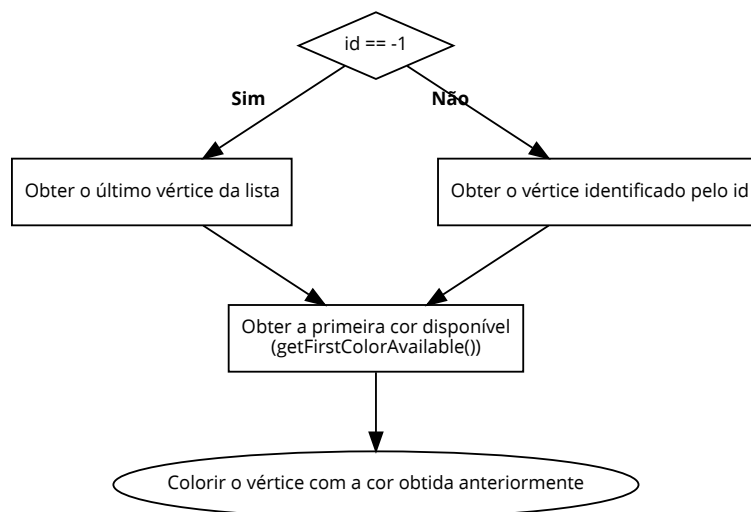 id == -1
Sim
Não
Obter o último vértice da lista
Obter o vértice identificado pelo id
Obter a primeira cor disponível
(getFirstColorAvailable())
Colorir o vértice com a cor obtida anteriormente